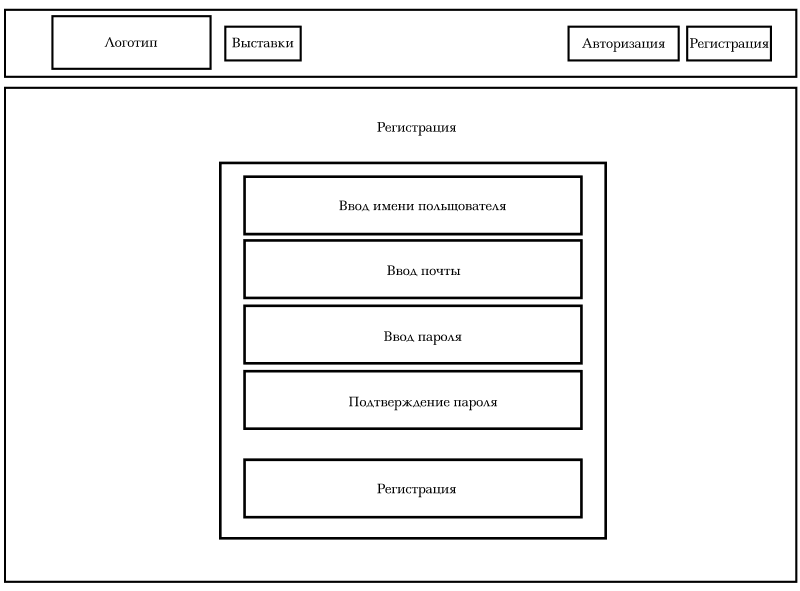 Логотип
Выставки
Авторизация
Регистрация
Регистрация
Ввод имени польщователя
Ввод почты
Ввод пароля
Подтверждение пароля
Регистрация